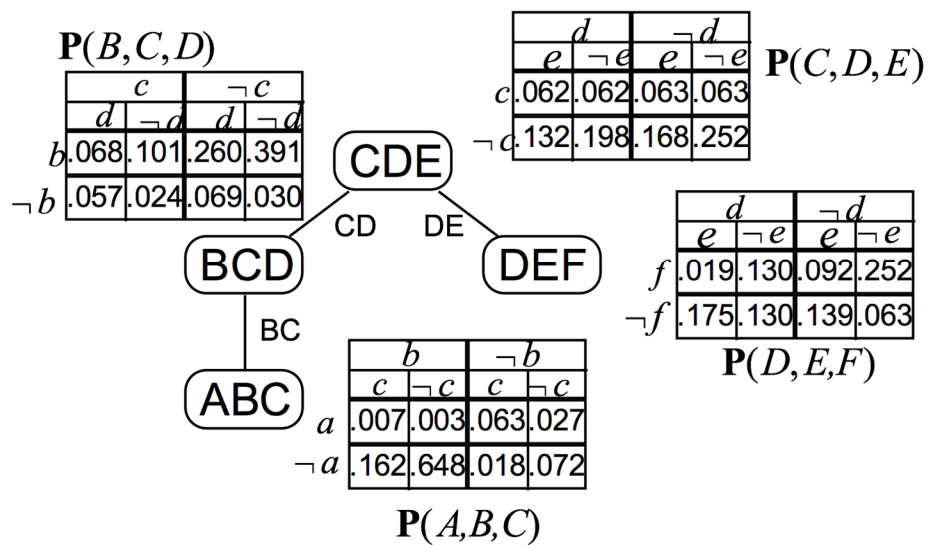 P(B,C,D)
c ¬c
d ¬d d ¬d
b .068 .101 .260 .391
¬b .057 .024 .069 .030
d ¬d
e ¬e e ¬e
c .062 .062 .063 .063
¬c .132 .198 .168 .252
P(C,D,E)
CDE
CD DE
BCD DEF
d ¬d
e ¬e e ¬e
f .019 .130 .092 .252
¬f .175 .130 .139 .063
P(D,E,F)
BC
ABC
b ¬b
c ¬c c ¬c
a .007 .003 .063 .027
¬a .162 .648 .018 .072
P(A,B,C)